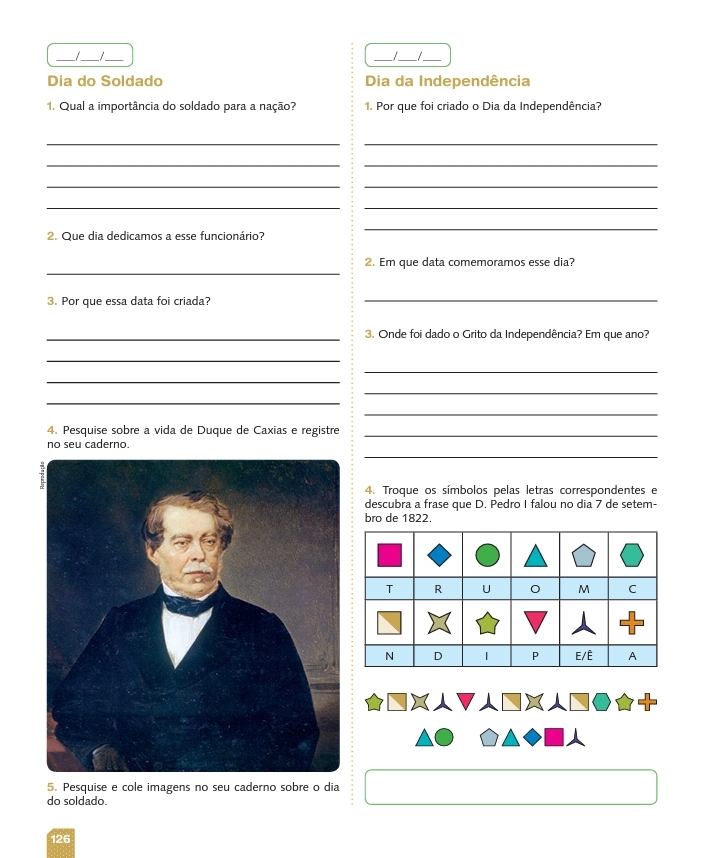 ___/___/___
Dia do Soldado
1. Qual a importância do soldado para a nação?
2. Que dia dedicamos a esse funcionário?
3. Por que essa data foi criada?
4. Pesquise sobre a vida de Duque de Caxias e registre
no seu caderno.
Reprodução
5. Pesquise e cole imagens no seu caderno sobre o dia
do soldado.
126
___/___/___
Dia da Independência
1. Por que foi criado o Dia da Independência?
2. Em que data comemoramos esse dia?
3. Onde foi dado o Grito da Independência? Em que ano?
4. Troque os símbolos pelas letras correspondentes e
descubra a frase que D. Pedro I falou no dia 7 de setem-
bro de 1822.
T R U O M C
N D I P E/Ê A